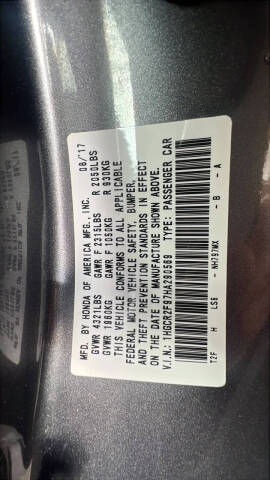 MFD. BY HONDA OF AMERICA MFG., INC. 08/17
GVWR 4321LBS GAWR F 2315LBS R 2050LBS
GVWR 1960KG GAWR F 1050KG R 930KG
THIS VEHICLE CONFORMS TO ALL APPLICABLE
FEDERAL MOTOR VEHICLE SAFETY, BUMPER,
AND THEFT PREVENTION STANDARDS IN EFFECT
ON THE DATE OF MANUFACTURE SHOWN ABOVE.
V.I.N.: 1HGCR2F97HA290569 TYPE: PASSENGER CAR
T2F H LS6 NH797MX B A